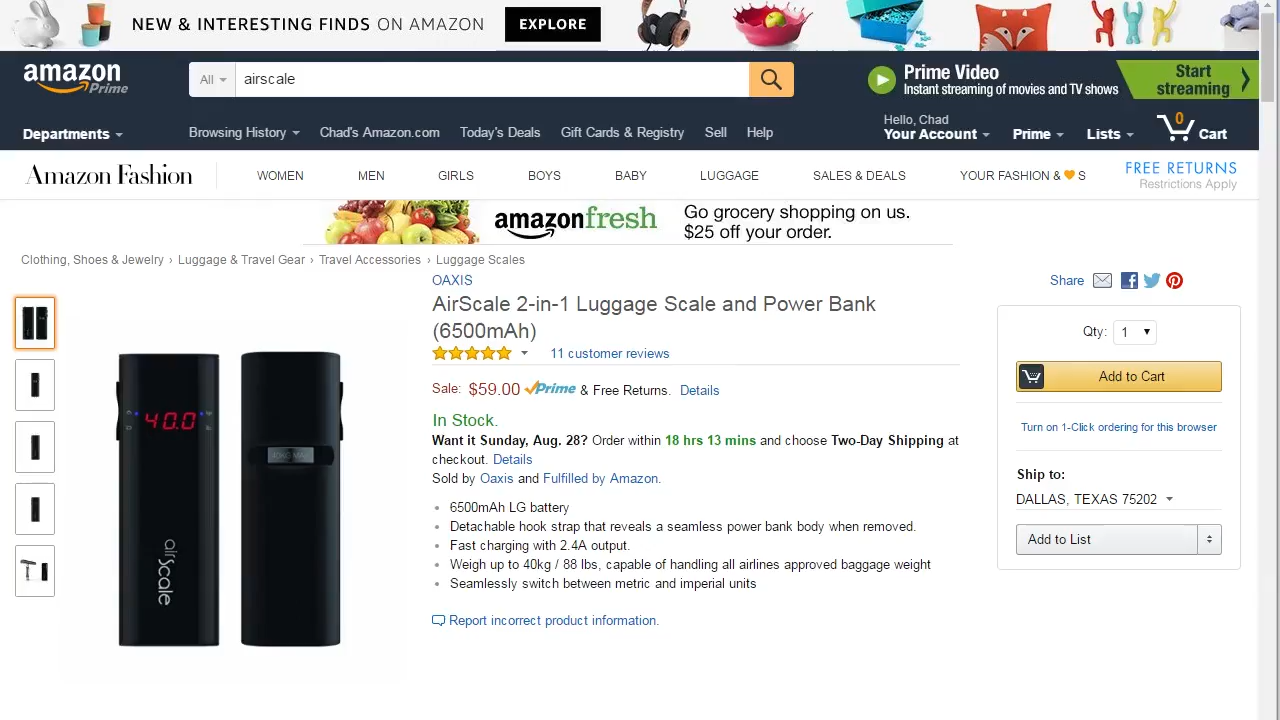 NEW & INTERESTING FINDS ON AMAZON EXPLORE
amazon Prime
All airscale
Prime Video
Instant streaming of movies and TV shows
Start
streaming
Departments
Browsing History Chad's Amazon.com Today's Deals Gift Cards & Registry Sell Help
Hello, Chad
Your Account Prime Lists 0 Cart
Amazon Fashion WOMEN MEN GIRLS BOYS BABY LUGGAGE SALES & DEALS YOUR FASHION & S
FREE RETURNS
Restrictions Apply
amazonfresh
Go grocery shopping on us.
$25 off your order.
Clothing, Shoes & Jewelry › Luggage & Travel Gear › Travel Accessories › Luggage Scales
40.0
airScale
OAXIS
AirScale 2-in-1 Luggage Scale and Power Bank
(6500mAh)
11 customer reviews
Sale: $59.00 Prime & Free Returns. Details
In Stock.
Want it Sunday, Aug. 28? Order within 18 hrs 13 mins and choose Two-Day Shipping at
checkout. Details
Sold by Oaxis and Fulfilled by Amazon.
6500mAh LG battery
Detachable hook strap that reveals a seamless power bank body when removed.
Fast charging with 2.4A output.
Weigh up to 40kg / 88 lbs, capable of handling all airlines approved baggage weight
Seamlessly switch between metric and imperial units
Report incorrect product information.
Share
Qty: 1
Add to Cart
Turn on 1-Click ordering for this browser
Ship to:
DALLAS, TEXAS 75202
Add to List